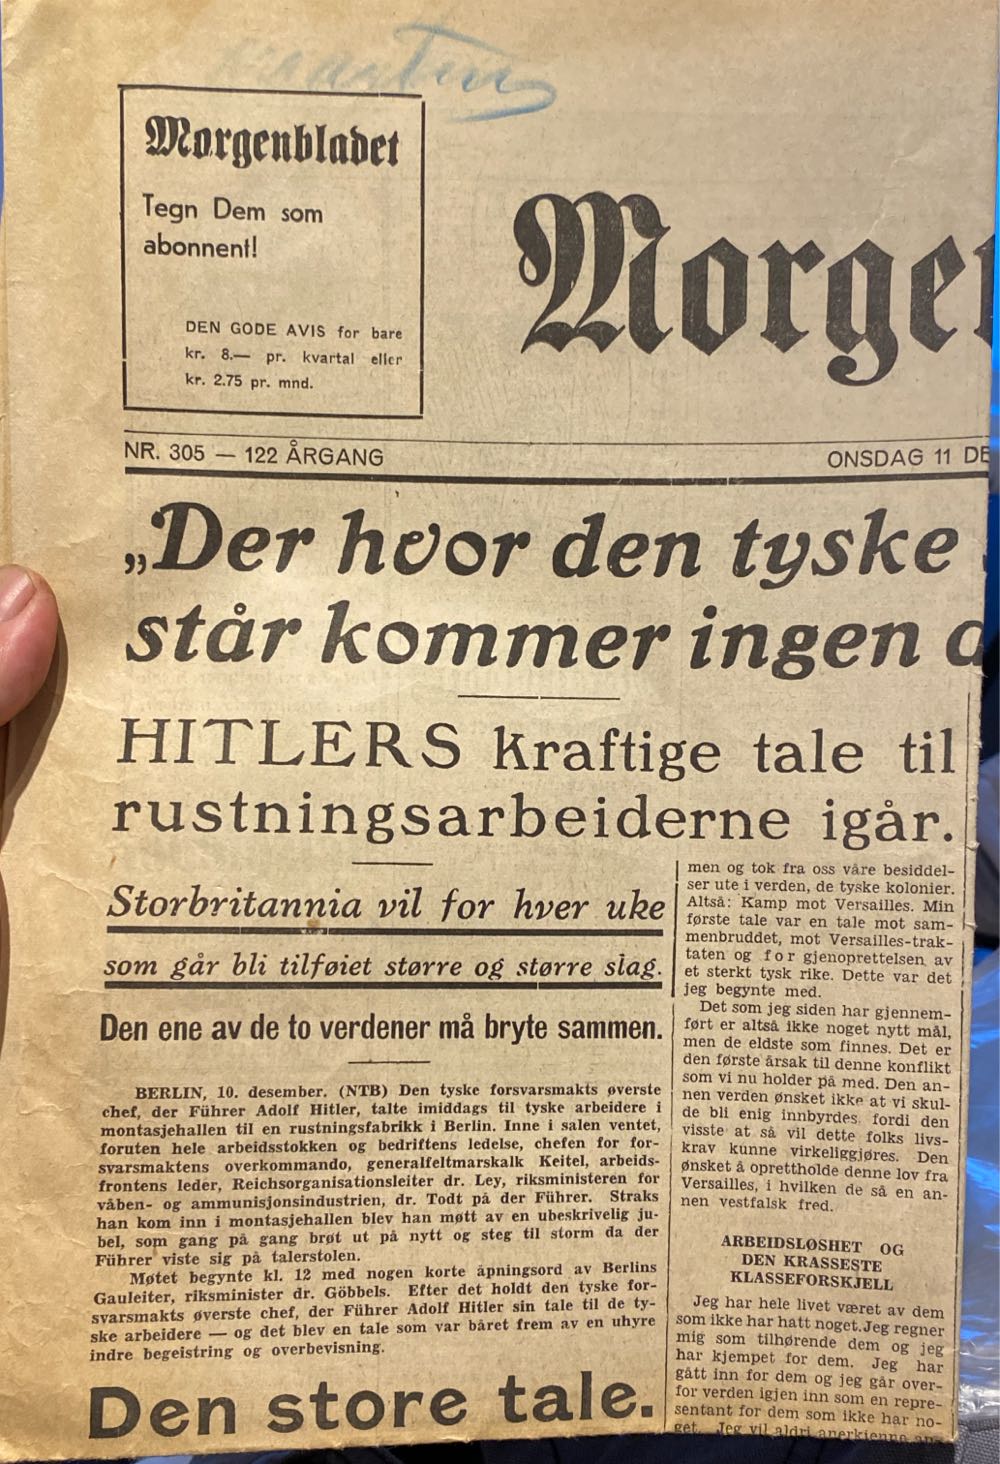 Morgenbladet
Tegn Dem som
abonnent!
DEN GODE AVIS for bare
kr. 8.— pr. kvartal eller
kr. 2.75 pr. mnd.
Morge
NR. 305 — 122 ÅRGANG
ONSDAG 11 DE
„Der hvor den tyske
står kommer ingen
HITLERS kraftige tale til
rustningsarbeiderne igår.
Storbritannia vil for hver uke
som går bli tilføiet større og større slag.
Den ene av de to verdener må bryte sammen.
BERLIN, 10. desember. (NTB) Den tyske forsvarsmakts øverste
chef, der Führer Adolf Hitler, talte imiddags til tyske arbeidere i
montasjehallen til en rustningsfabrikk i Berlin. Inne i salen ventet,
foruten hele arbeidsstokken og bedriftens ledelse, chefen for for-
svarsmaktens overkommando, generalfeltmarskalk Keitel, arbeids-
frontens leder, Reichsorganisationsleiter dr. Ley, riksministeren for
våben- og ammunisjonsindustrien, dr. Todt på der Führer. Straks
han kom inn i montasjehallen blev han møtt av en ubeskrivelig ju-
bel, som gang på gang brøt ut på nytt og steg til storm da der
Führer viste sig på talerstolen.
Møtet begynte kl. 12 med nogen korte åpningsord av Berlins
Gauleiter, riksminister dr. Göbbels. Efter det holdt den tyske for-
svarsmakts øverste chef, der Führer Adolf Hitler sin tale til de ty-
ske arbeidere — og det blev en tale som var båret frem av en uhyre
indre begeistring og overbevisning.
Den store tale.
men og tok fra oss våre besiddel-
ser ute i verden, de tyske kolonier.
Altså: Kamp mot Versailles. Min
første tale var en tale mot sam-
menbruddet, mot Versailles-trak-
taten og for gjenoprettelsen av
et sterkt tysk rike. Dette var det
jeg begynte med.
Det som jeg siden har gjennem-
ført er altså ikke noget nytt mål,
men de eldste som finnes. Det er
den første årsak til denne konflikt
som vi nu holder på med. Den an-
nen verden ønsket ikke at vi skul-
de bli enig innbyrdes, fordi den
visste at så vil dette folks livs-
krav kunne virkeliggjøres. Den
ønsket å oprettholde denne lov fra
Versailles, i hvilken de så en an-
nen vestfalsk fred.
ARBEIDSLØSHET OG
DEN KRASSESTE
KLASSEFORSKJELL
Jeg har hele livet været av dem
som ikke har hatt noget. Jeg regner
mig som tilhørende dem og jeg
har kjempet for dem. Jeg har
gått inn for dem og jeg går over-
for verden igjen inn som en repre-
sentant for dem som ikke har no-
get. Jeg vil aldri anerkjenne an-